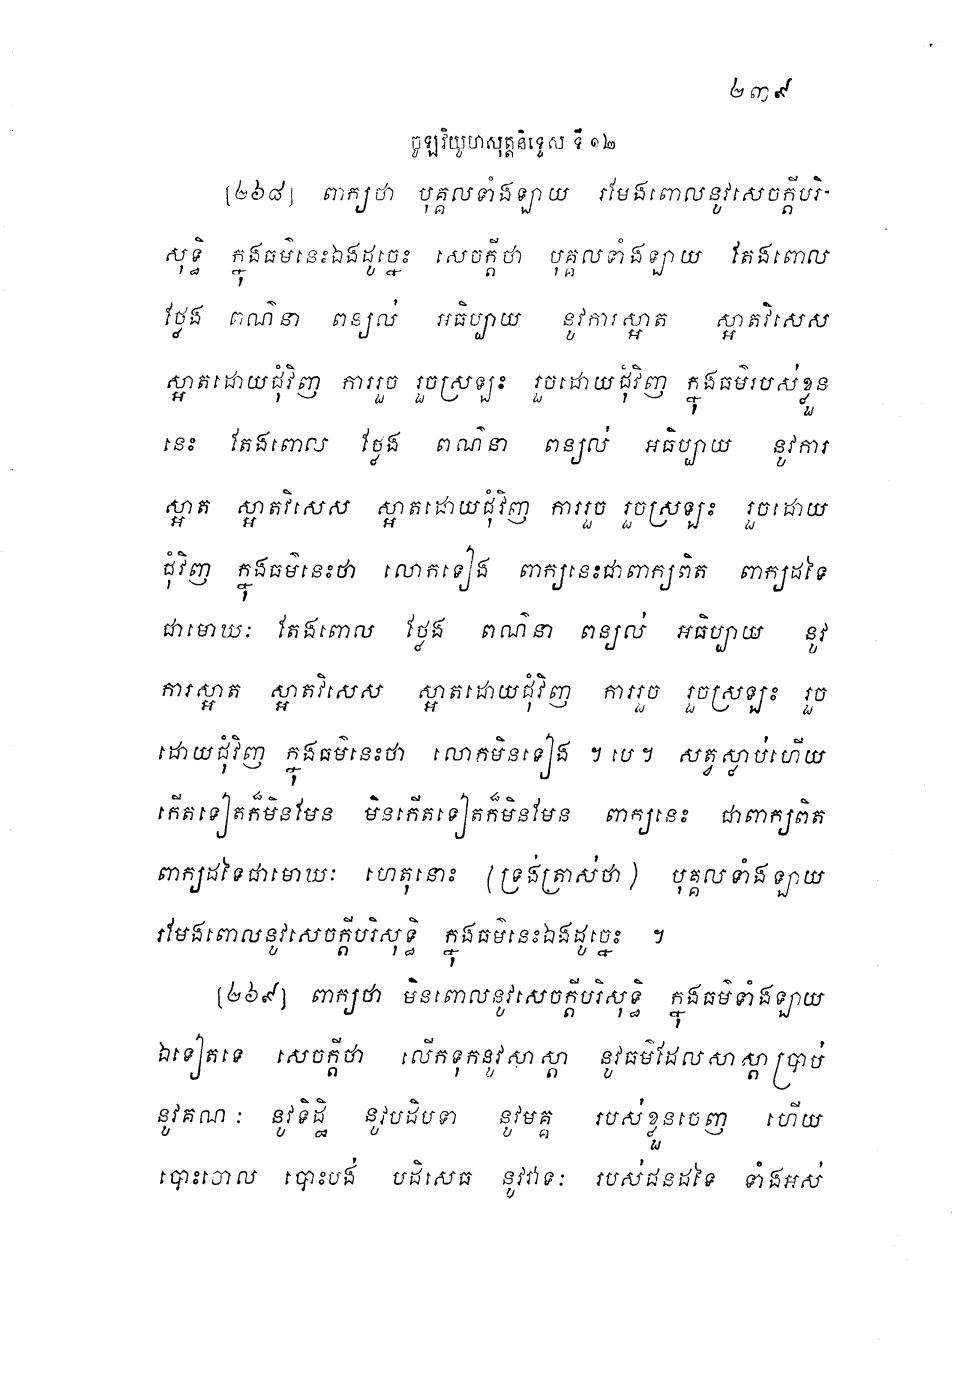 ២៣៩
ចូឡវិយូហសុត្តនិទ្ទេស ទី ១២
[២៦៨] ពាក្យថា បុគ្គលទាំងឡាយ រមែងពោលនូវសេចក្តីបរិ-
សុទ្ធិ ក្នុងធម៌នេះឯងដូច្នេះ សេចក្តីថា បុគ្គលទាំងឡាយ តែងពោល
ថ្លែង ពណ៌នា ពន្យល់ អធិប្បាយ នូវការស្អាត ស្អាតវិសេស
ស្អាតដោយជុំវិញ ការរួច រួចស្រឡះ រួចដោយជុំវិញ ក្នុងធម៌របស់ខ្លួន
នេះ តែងពោល ថ្លែង ពណ៌នា ពន្យល់ អធិប្បាយ នូវការ
ស្អាត ស្អាតវិសេស ស្អាតដោយជុំវិញ ការរួច រួចស្រឡះ រួចដោយ
ជុំវិញ ក្នុងធម៌នេះថា លោកទៀង ពាក្យនេះជាពាក្យពិត ពាក្យដទៃ
ជាមោឃៈ តែងពោល ថ្លែង ពណ៌នា ពន្យល់ អធិប្បាយ នូវ
ការស្អាត ស្អាតវិសេស ស្អាតដោយជុំវិញ ការរួច រួចស្រឡះ រួច
ដោយជុំវិញ ក្នុងធម៌នេះថា លោកមិនទៀង ។ បេ ។ សត្វស្លាប់ហើយ
កើតទៀតក៏មិនមែន មិនកើតទៀតក៏មិនមែន ពាក្យនេះ ជាពាក្យពិត
ពាក្យដទៃជាមោឃៈ ហេតុនោះ (ទ្រង់ត្រាស់ថា) បុគ្គលទាំងឡាយ
រមែងពោលនូវសេចក្តីបរិសុទ្ធិ ក្នុងធម៌នេះឯងដូច្នេះ ។
[២៦៩] ពាក្យថា មិនពោលនូវសេចក្តីបរិសុទ្ធិ ក្នុងធម៌ទាំងឡាយ
ឯទៀតទេ សេចក្តីថា លើកទុកនូវសាស្តា នូវធម៌ដែលសាស្តាប្រាប់
នូវគណៈ នូវទិដ្ឋិ នូវបដិបទា នូវមគ្គ របស់ខ្លួនចេញ ហើយ
បោះចោល បោះបង់ បដិសេធ នូវវាទៈ របស់ជនដទៃ ទាំងអស់